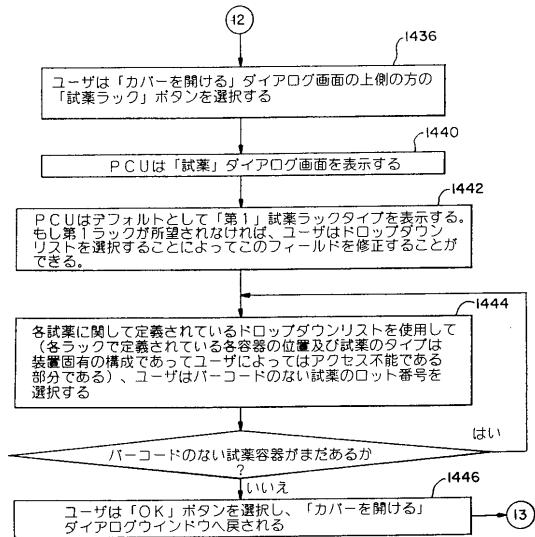 12
1436
ユーザは「カバーを開ける」ダイアログ画面の上側の方の
「試薬ラック」ボタンを選択する
1440
PCUは「試薬」ダイアログ画面を表示する
1442
PCUはデフォルトとして「第1」試薬ラックタイプを表示する。
もし第1ラックが所望されなければ、ユーザはドロップダウン
リストを選択することによってこのフィールドを修正することが
できる。
1444
各試薬に関して定義されているドロップダウンリストを使用して
(各ラックで定義されている各容器の位置及び試薬のタイプは
装置固有の構成であってユーザによってはアクセス不能である
部分である)、ユーザはバーコードのない試薬のロット番号を
選択する
はい
バーコードのない試薬容器がまだあるか
?
いいえ
1446
ユーザは「OK」ボタンを選択し、「カバーを開ける」
ダイアログウインドウへ戻される
13